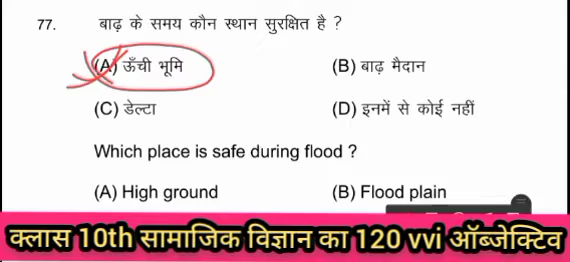 77. बाढ़ के समय कौन स्थान सुरक्षित है ?
(A) ऊँची भूमि (B) बाढ़ मैदान
(C) डेल्टा (D) इनमें से कोई नहीं
Which place is safe during flood ?
(A) High ground (B) Flood plain
क्लास 10th सामाजिक विज्ञान का 120 vvi ऑब्जेक्टिव